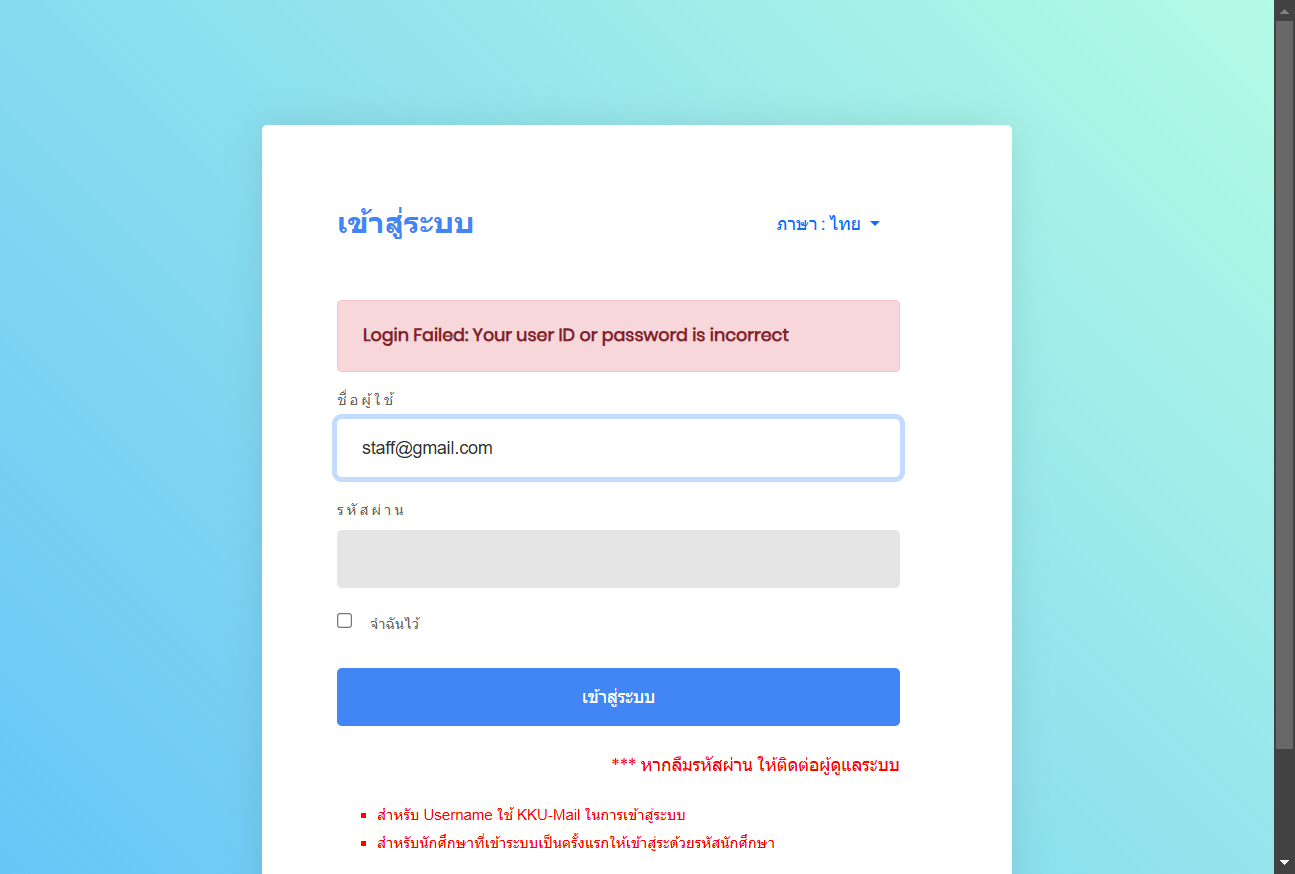 เข้าสู่ระบบ
ภาษา : ไทย
Login Failed: Your user ID or password is incorrect
ชื่อผู้ใช้
staff@gmail.com
รหัสผ่าน
จำฉันไว้
เข้าสู่ระบบ
*** หากลืมรหัสผ่าน ให้ติดต่อผู้ดูแลระบบ
สำหรับ Username ใช้ KKU-Mail ในการเข้าสู่ระบบ
สำหรับนักศึกษาที่เข้าระบบเป็นครั้งแรกให้เข้าสู่ระด้วยรหัสนักศึกษา